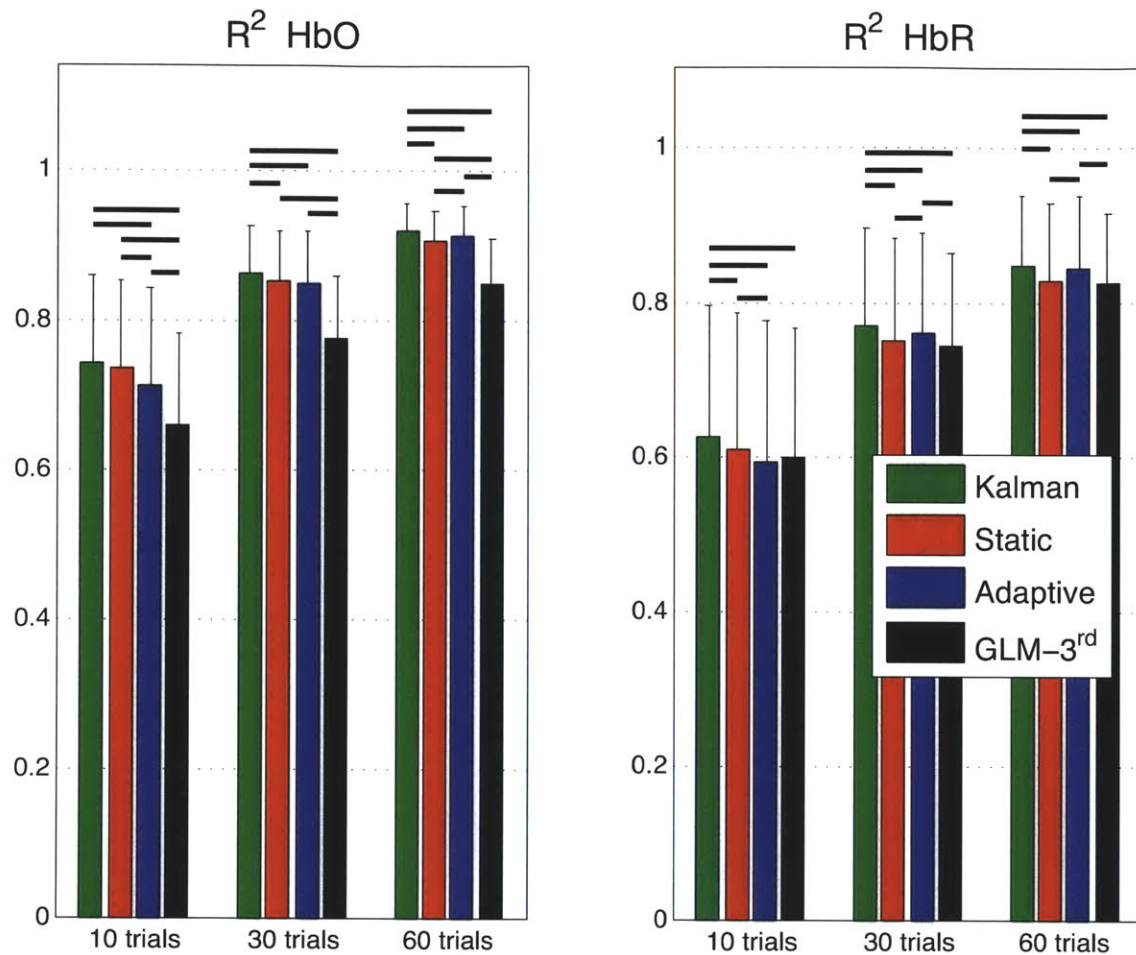 R² HbO
1
0.8
0.6
0.4
0.2
0
10 trials
30 trials
60 trials
R² HbR
1
0.8
0.6
0.4
0.2
0
10 trials
30 trials
60 trials
Kalman
Static
Adaptive
GLM-3ʳᵈ